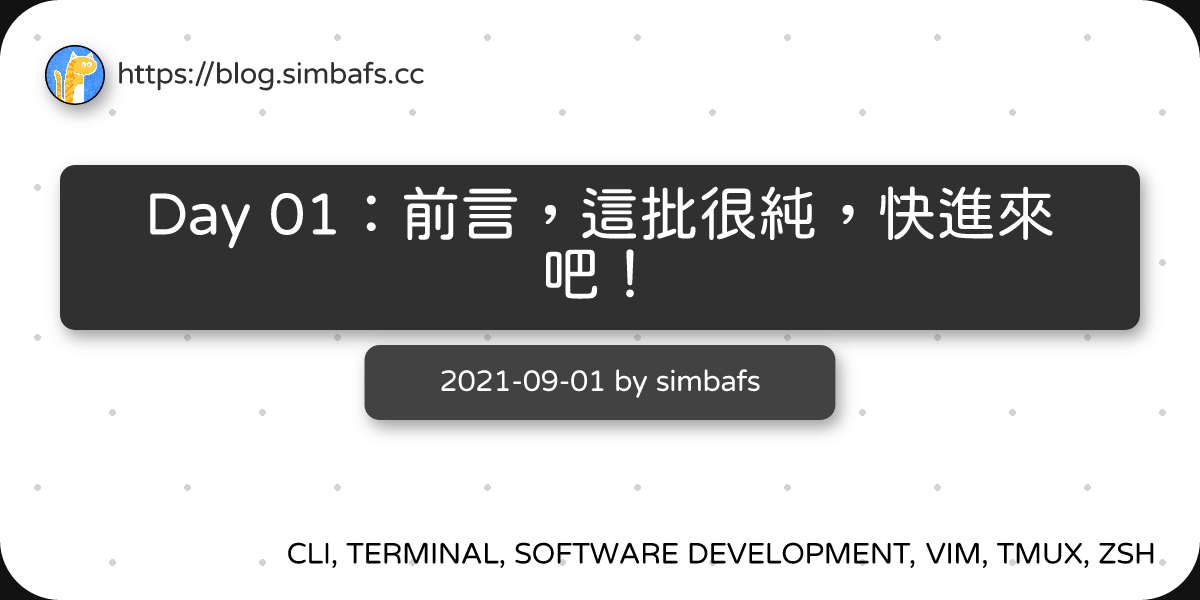 https://blog.simbafs.cc
Day 01：前言，這批很純，快進來
吧！
2021-09-01 by simbafs
CLI, TERMINAL, SOFTWARE DEVELOPMENT, VIM, TMUX, ZSH